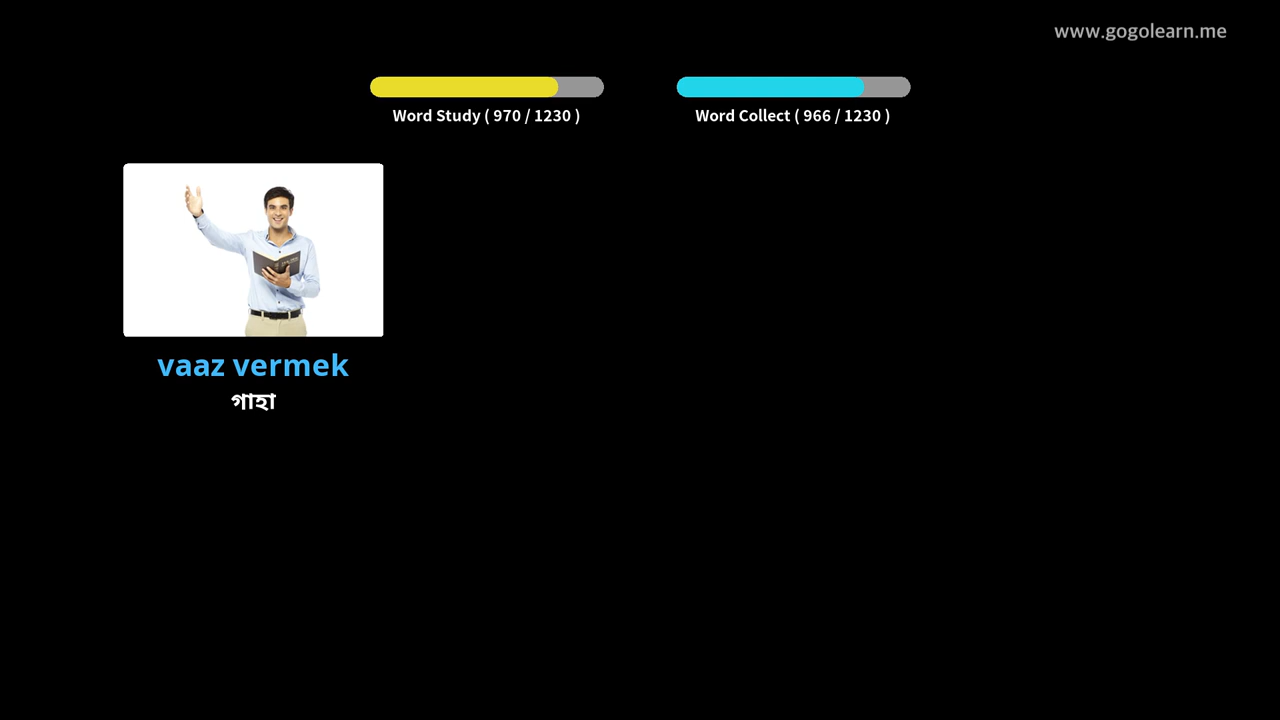 www.gogolearn.me
Word Study ( 970 / 1230 )
Word Collect ( 966 / 1230 )
vaaz vermek
গাহা